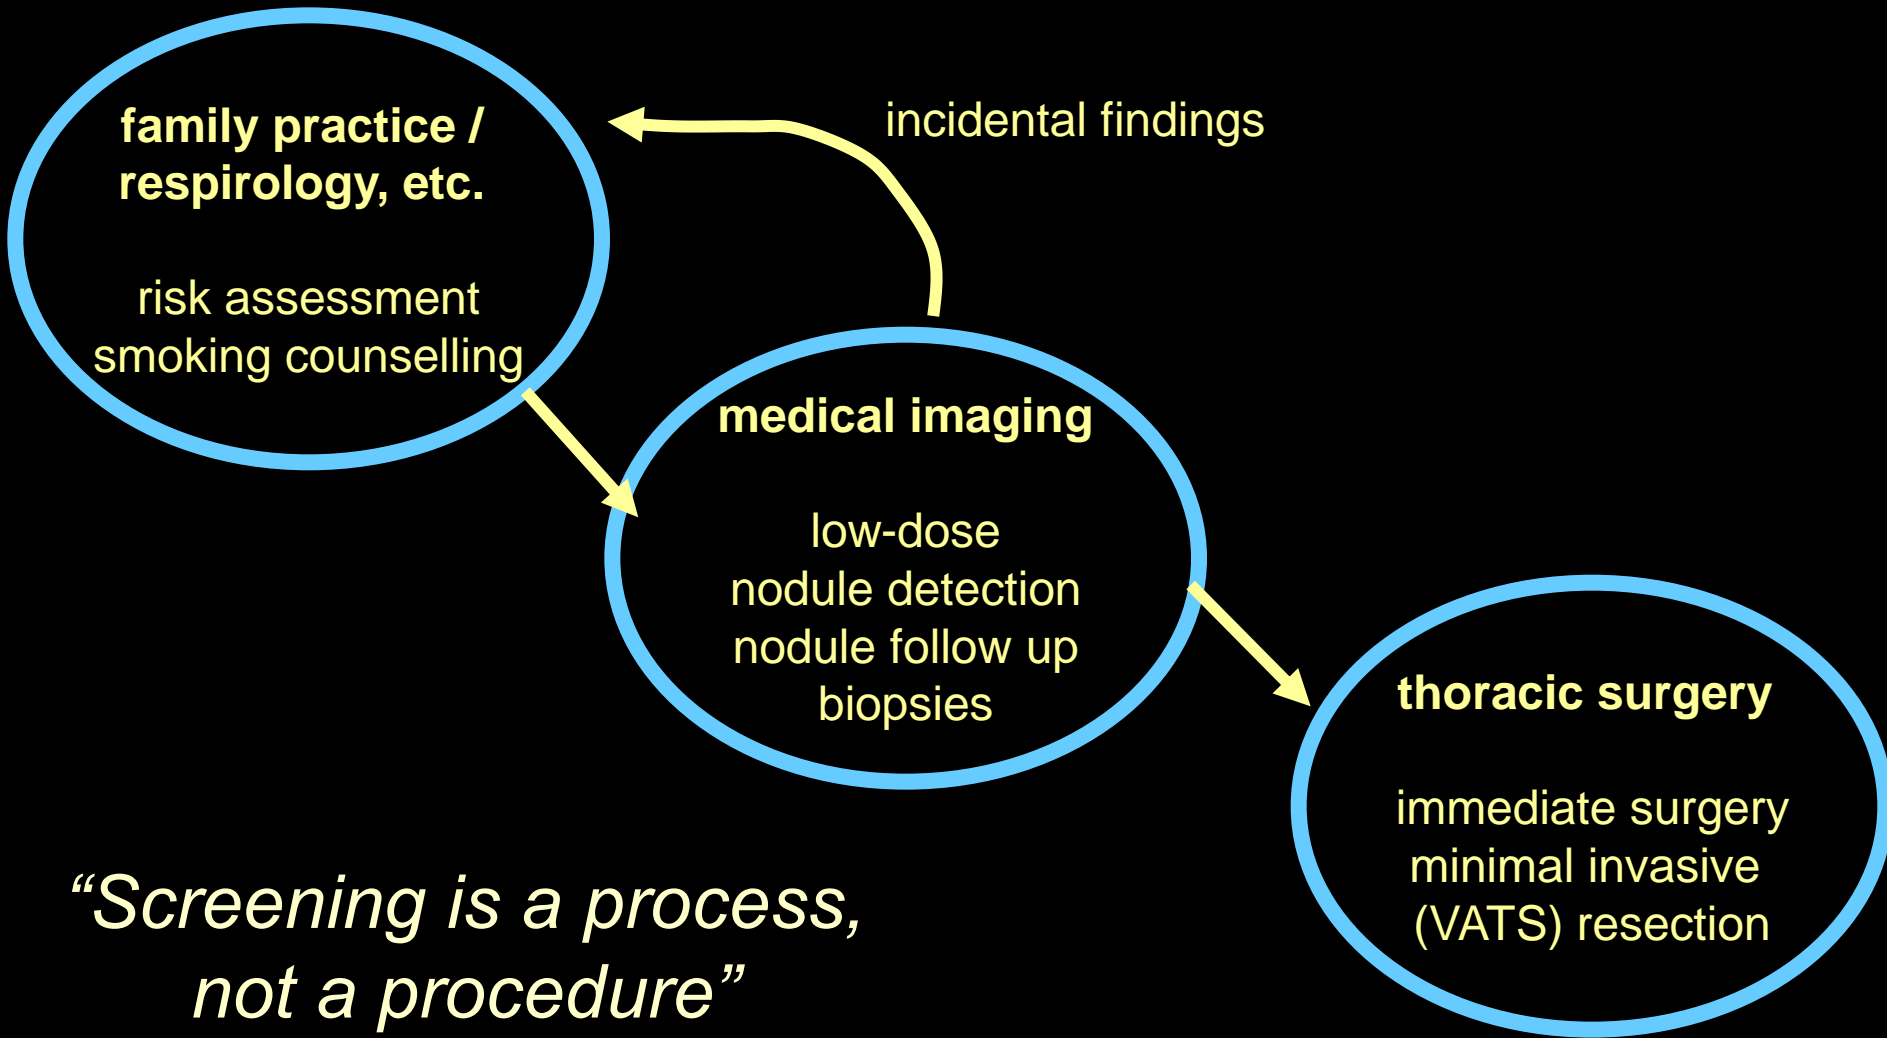 family practice /
respirology, etc.
risk assessment
smoking counselling
incidental findings
medical imaging
low-dose
nodule detection
nodule follow up
biopsies
thoracic surgery
immediate surgery
minimal invasive
(VATS) resection
“Screening is a process,
not a procedure”